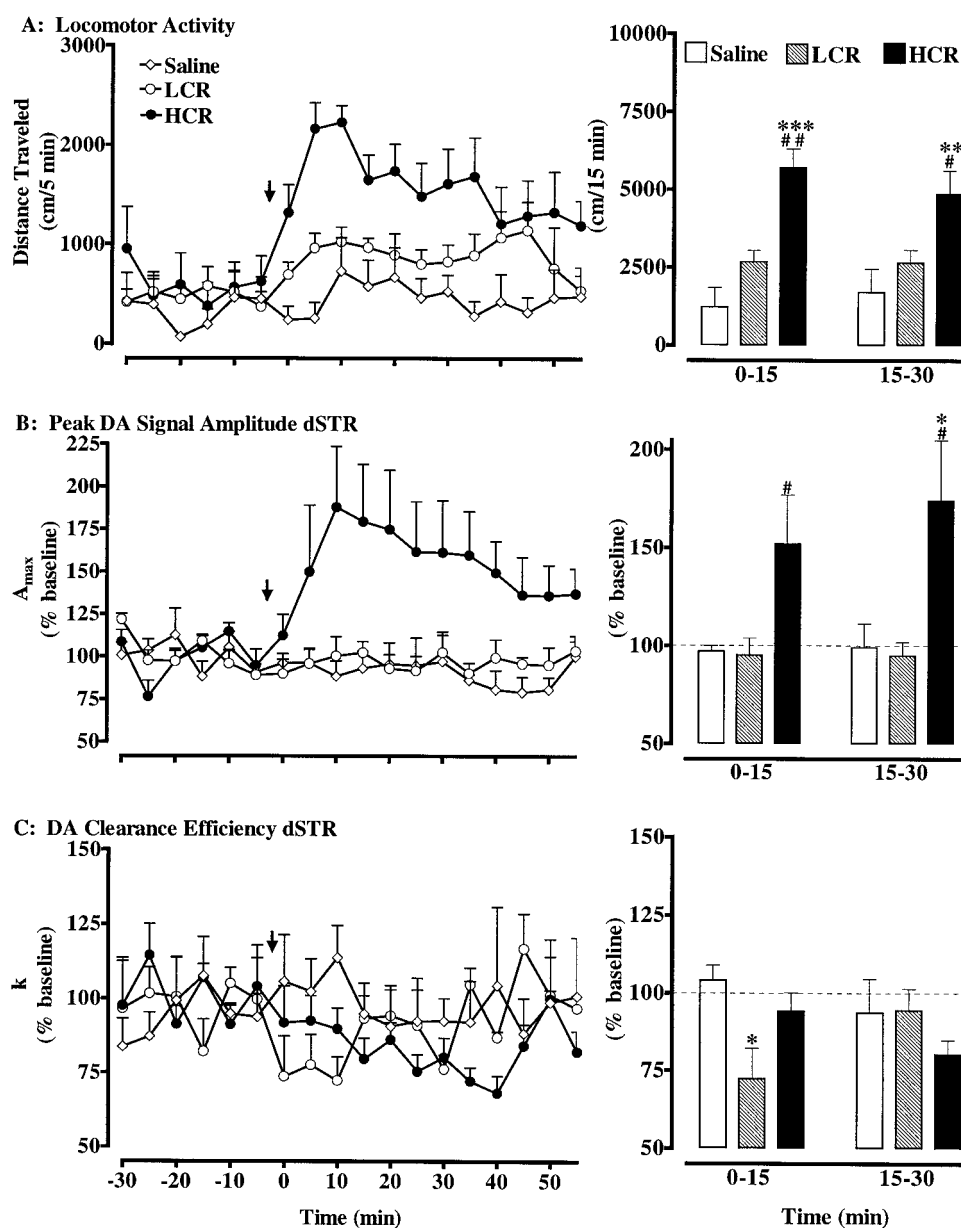 A: Locomotor Activity
3000
2000
1000
0
Distance Traveled
(cm/5 min)
Saline
LCR
HCR
10000
7500
5000
2500
0
(cm/15 min)
Saline LCR HCR
***
##
**
#
0-15 15-30
B: Peak DA Signal Amplitude dSTR
225
200
175
150
125
100
75
50
Amax
(% baseline)
200
150
100
50
(% baseline)
#
*
#
0-15 15-30
C: DA Clearance Efficiency dSTR
150
125
100
75
50
k
(% baseline)
-30 -20 -10 0 10 20 30 40 50
Time (min)
150
125
100
75
50
(% baseline)
*
0-15 15-30
Time (min)